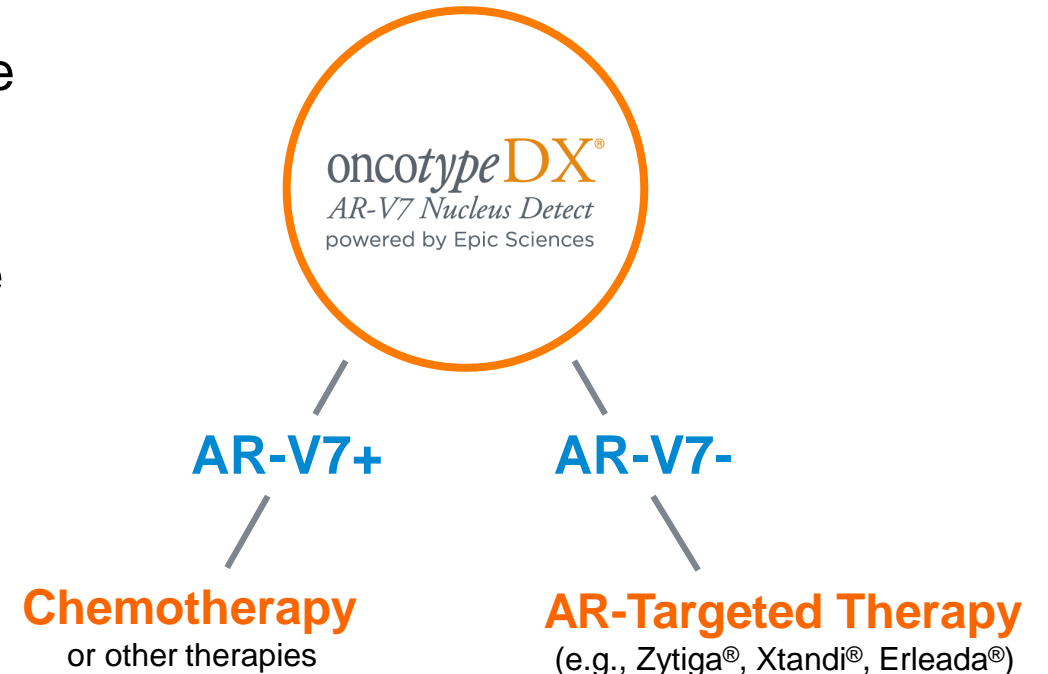 e
e
oncotypeDX®
AR-V7 Nucleus Detect
powered by Epic Sciences
AR-V7+ AR-V7-
Chemotherapy AR-Targeted Therapy
or other therapies (e.g., Zytiga®, Xtandi®, Erleada®)